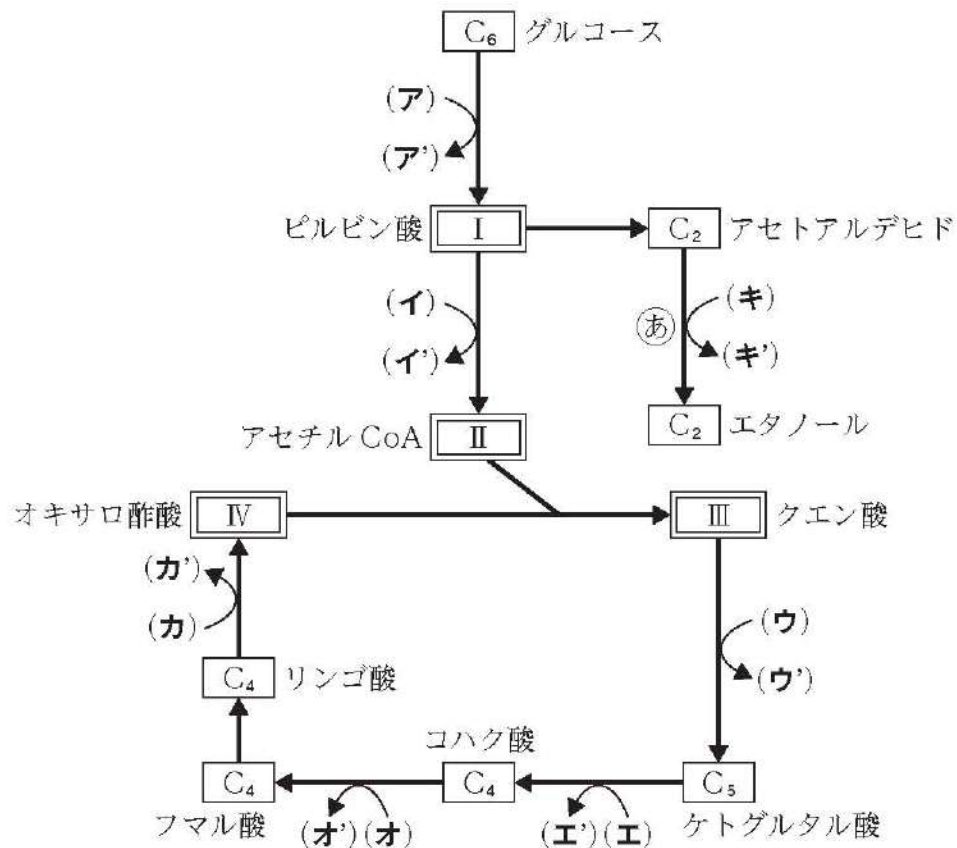 C₆ グルコース
(ア)
(ア')
ピルビン酸 Ⅰ C₂ アセトアルデヒド
(イ) (キ)
あ
(イ') (キ')
アセチル CoA Ⅱ C₂ エタノール
オキサロ酢酸 Ⅳ Ⅲ クエン酸
(カ')
(カ) (ウ)
(ウ')
C₄ リンゴ酸
コハク酸
C₄ C₄ C₅
フマル酸 (オ')(オ) (エ')(エ) ケトグルタル酸